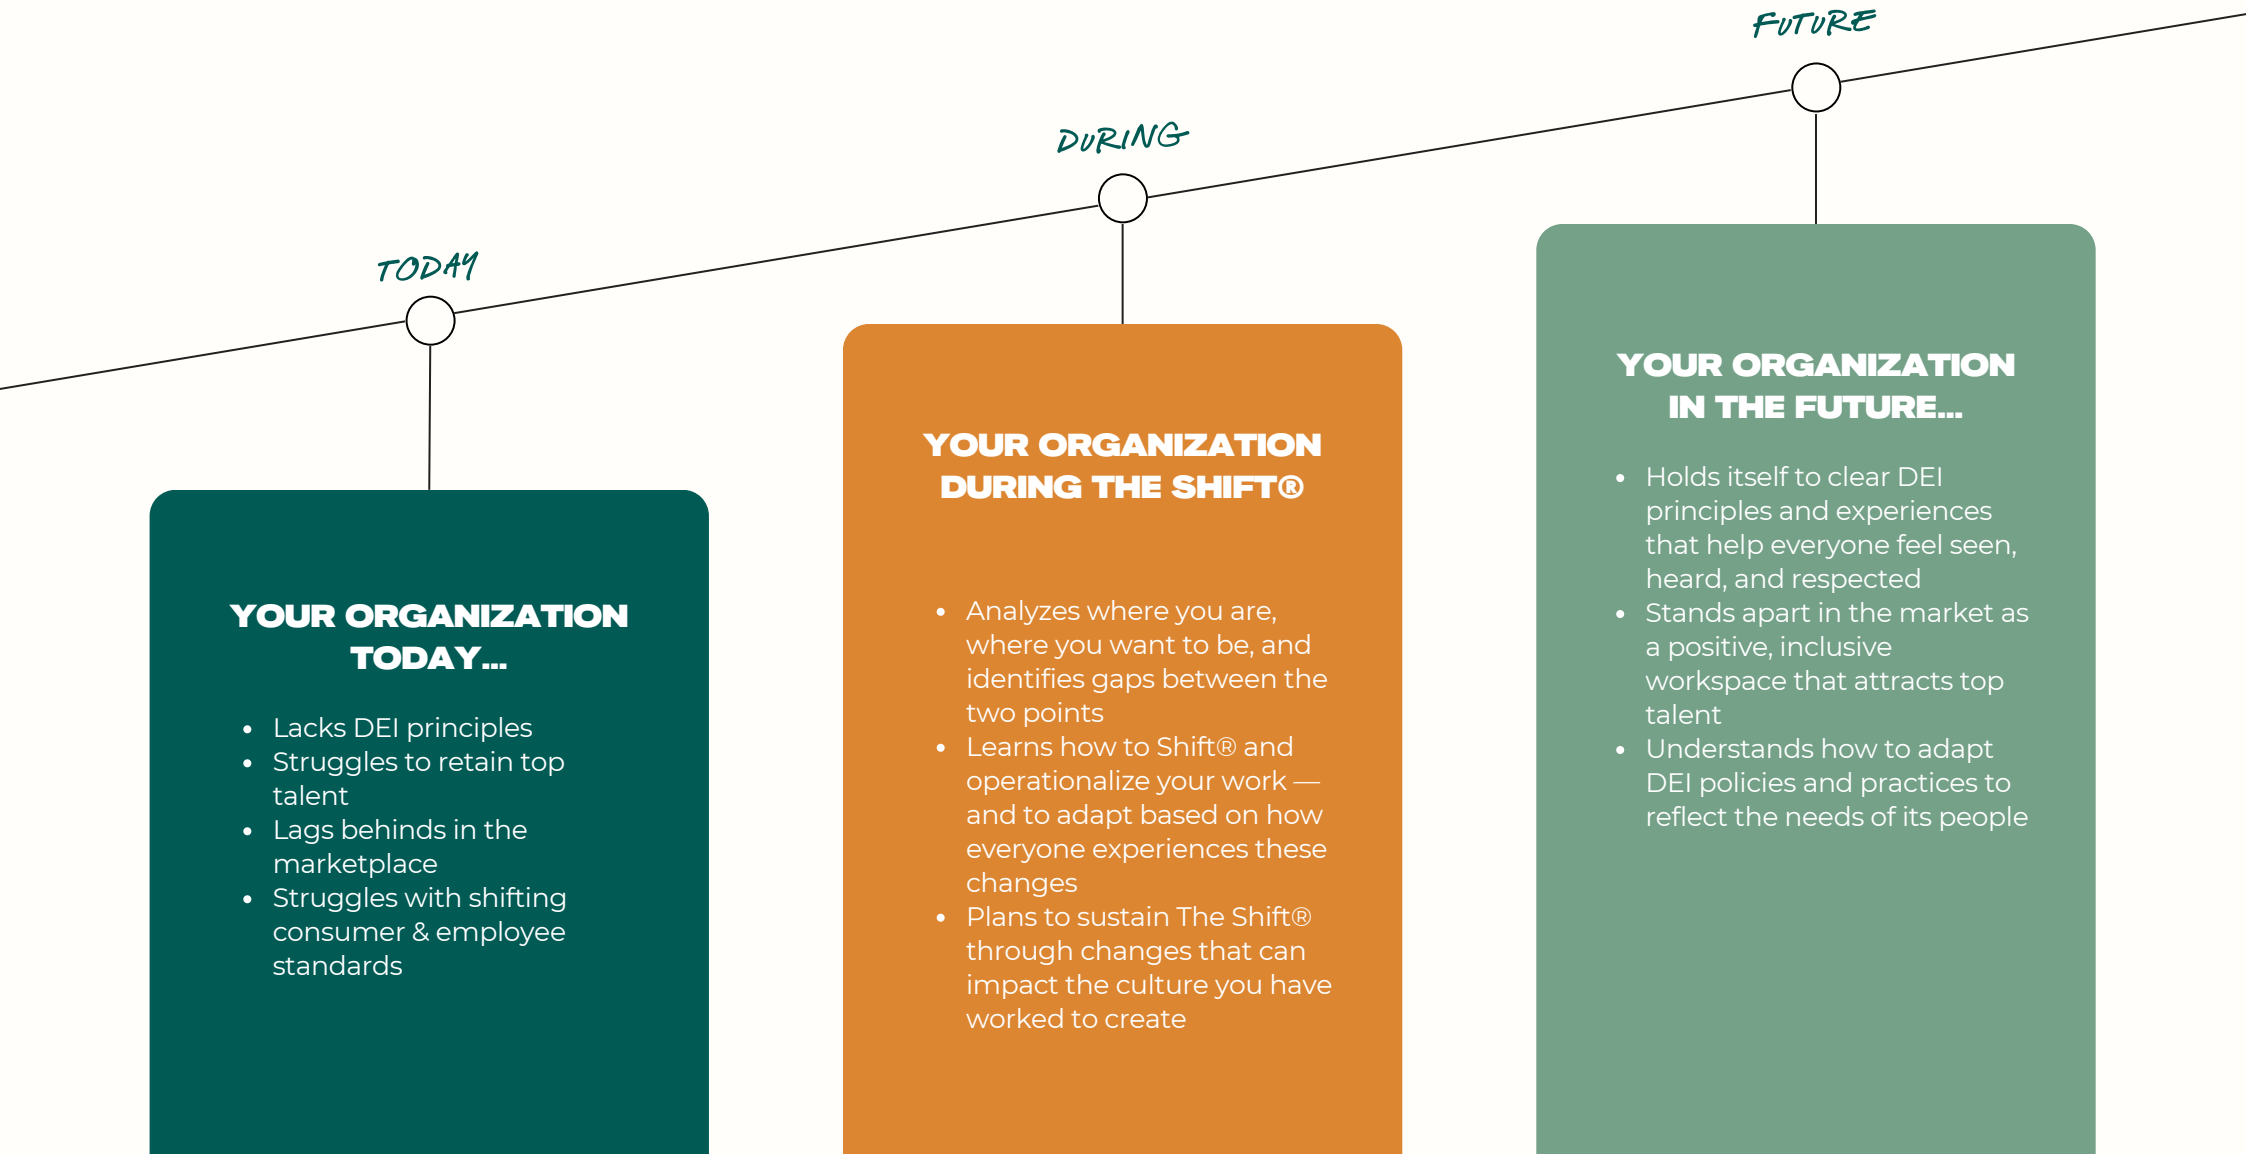 TODAY
YOUR ORGANIZATION
TODAY...
• Lacks DEI principles
• Struggles to retain top
talent
• Lags behinds in the
marketplace
• Struggles with shifting
consumer & employee
standards
DURING
YOUR ORGANIZATION
DURING THE SHIFT®
• Analyzes where you are,
where you want to be, and
identifies gaps between the
two points
• Learns how to Shift® and
operationalize your work —
and to adapt based on how
everyone experiences these
changes
• Plans to sustain The Shift®
through changes that can
impact the culture you have
worked to create
FUTURE
YOUR ORGANIZATION
IN THE FUTURE...
• Holds itself to clear DEI
principles and experiences
that help everyone feel seen,
heard, and respected
• Stands apart in the market as
a positive, inclusive
workspace that attracts top
talent
• Understands how to adapt
DEI policies and practices to
reflect the needs of its people